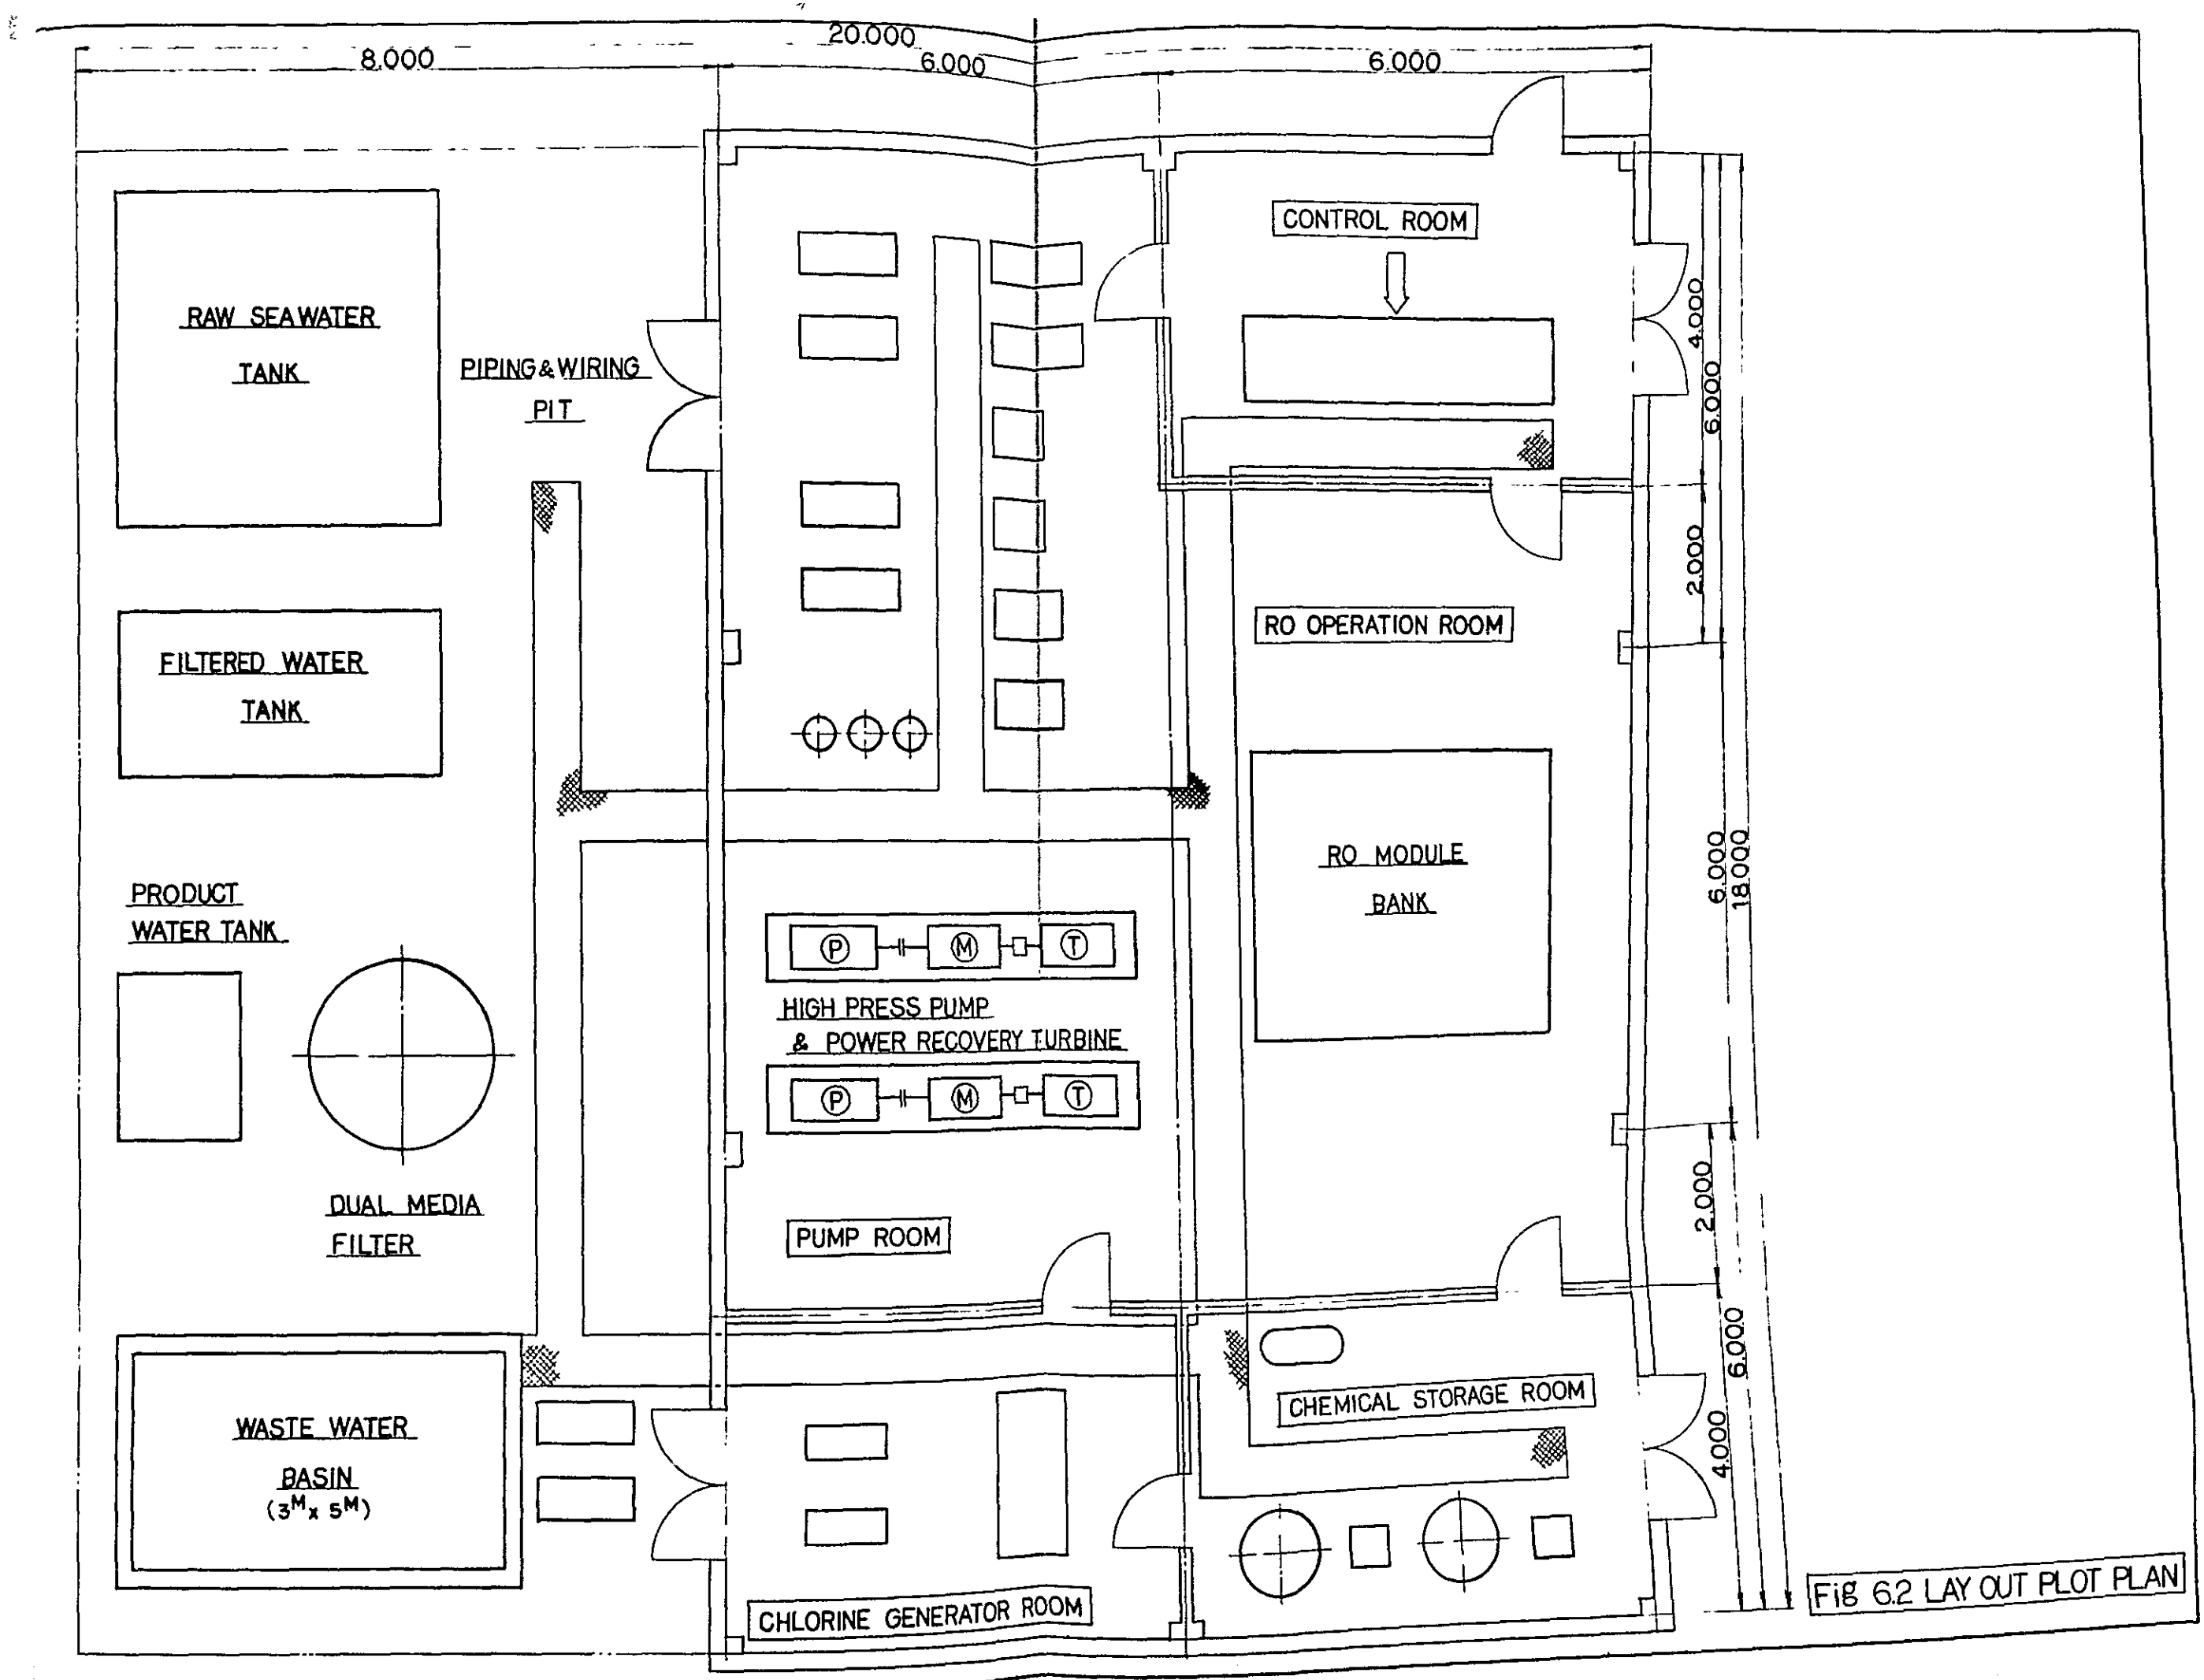 20.000
8.000
6.000
6.000
CONTROL ROOM
RAW SEAWATER
TANK
PIPING & WIRING
PIT
4.000
6.000
2.000
RO OPERATION ROOM
FILTERED WATER
TANK
RO MODULE
BANK
6.000
18.000
PRODUCT
WATER TANK
P
M
T
HIGH PRESS PUMP
& POWER RECOVERY TURBINE
P
M
T
DUAL MEDIA
FILTER
PUMP ROOM
2.000
6.000
4.000
CHEMICAL STORAGE ROOM
WASTE WATER
BASIN
(3M x 5M)
CHLORINE GENERATOR ROOM
Fig 6.2 LAY OUT PLOT PLAN